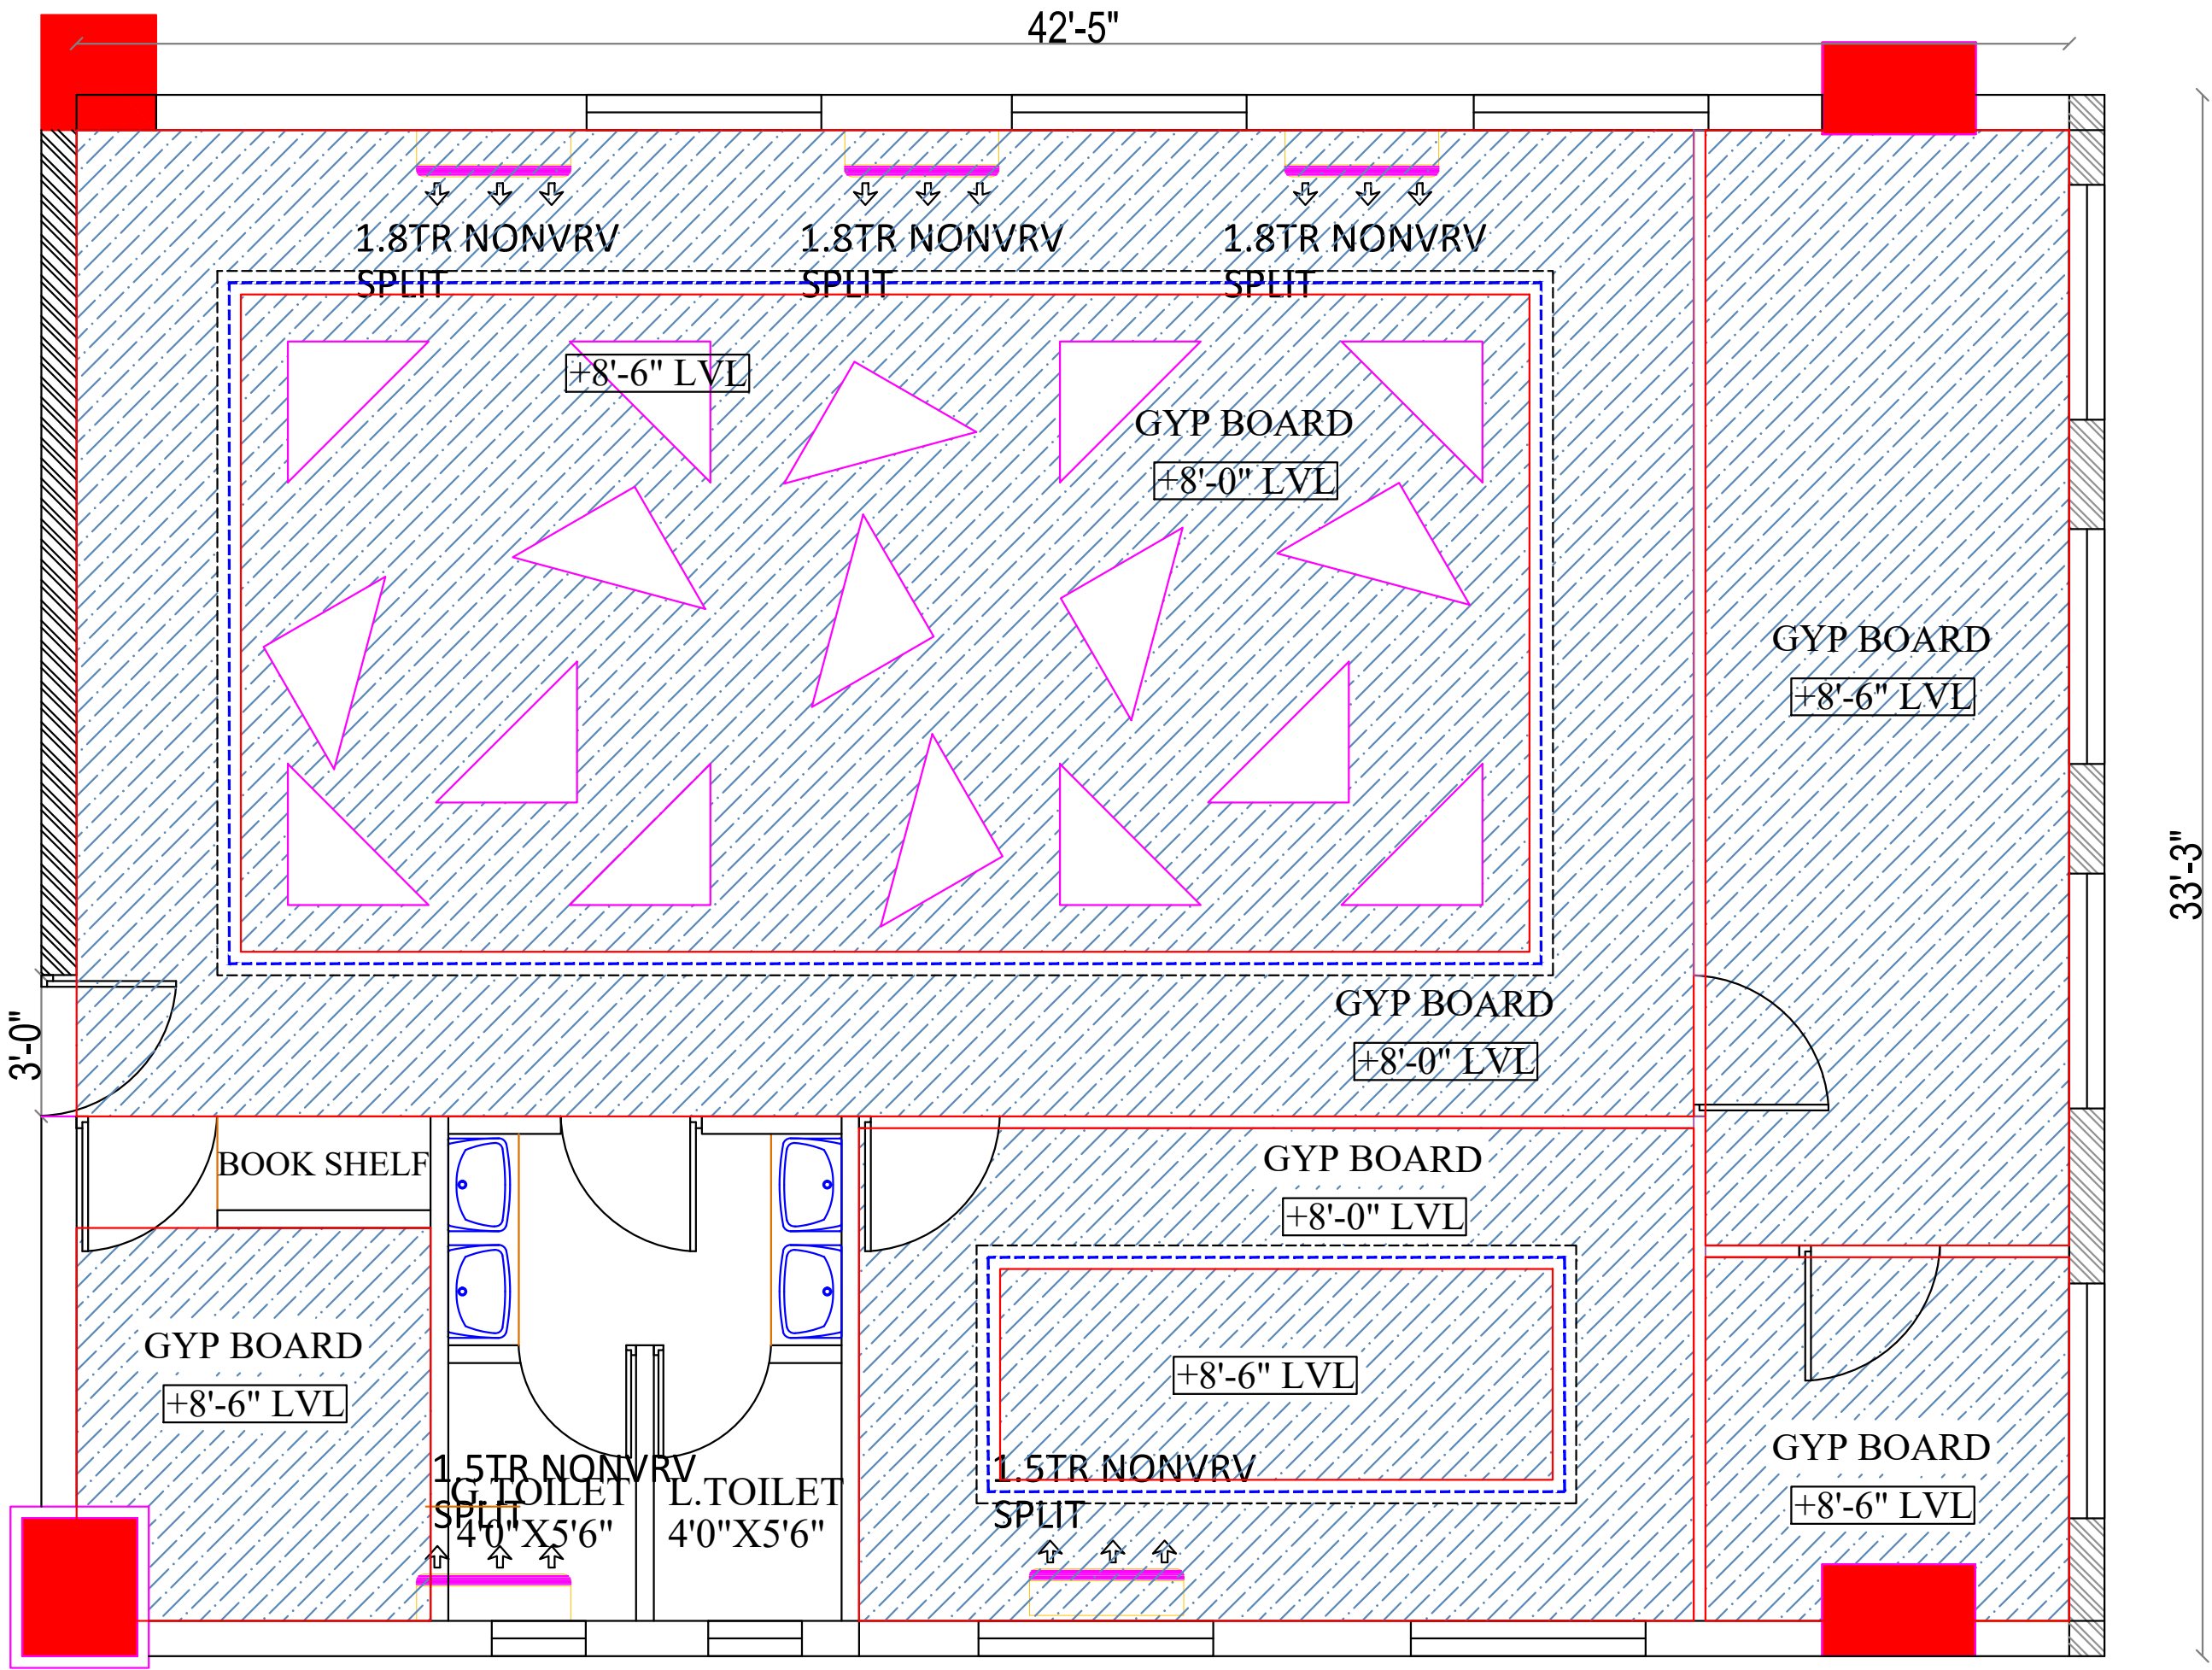 42'-5"
1.8TR NONVRV
SPLIT
1.8TR NONVRV
SPLIT
1.8TR NONVRV
SPLIT
+8'-6" LVL
GYP BOARD
+8'-0" LVL
GYP BOARD
+8'-6" LVL
33'-3"
GYP BOARD
+8'-0" LVL
3'-0"
BOOK SHELF
GYP BOARD
+8'-0" LVL
GYP BOARD
+8'-6" LVL
+8'-6" LVL
GYP BOARD
+8'-6" LVL
1.5TR NONVRV
SPLIT
G.TOILET
4'0"X5'6"
L.TOILET
4'0"X5'6"
1.5TR NONVRV
SPLIT